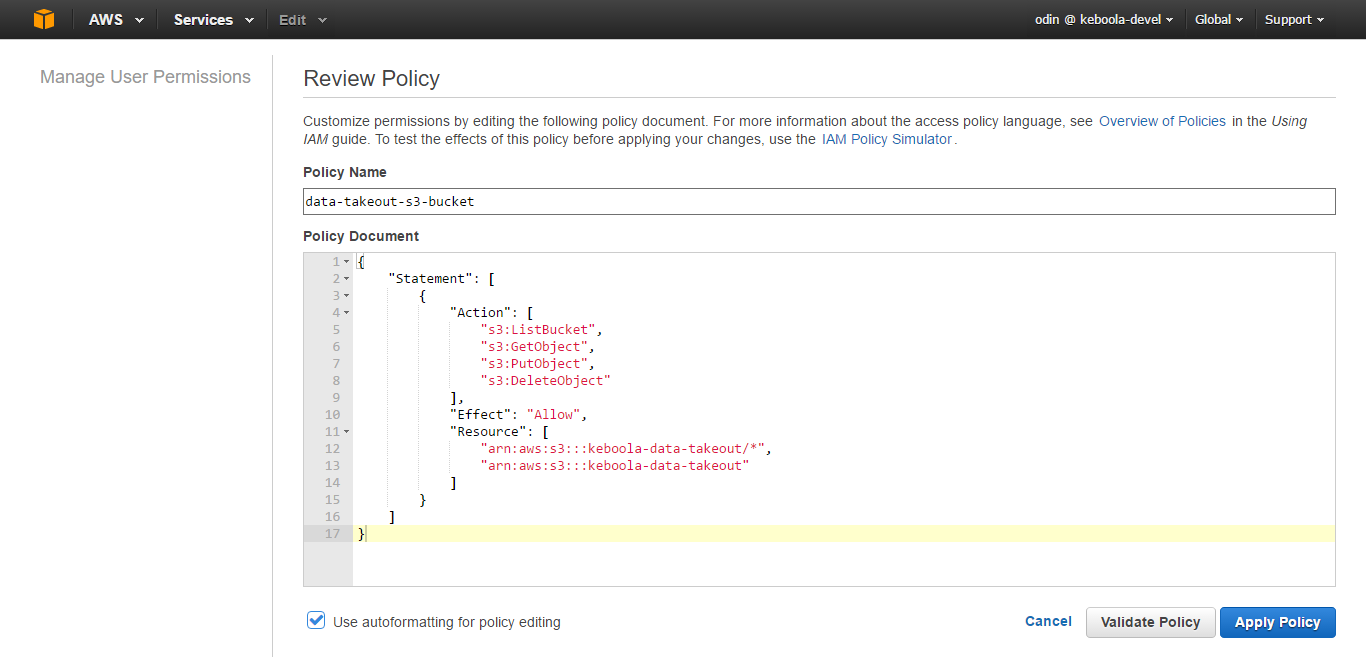 AWS Services Edit odin @ keboola-devel Global Support
Manage User Permissions
Review Policy
Customize permissions by editing the following policy document. For more information about the access policy language, see Overview of Policies in the Using
IAM guide. To test the effects of this policy before applying your changes, use the IAM Policy Simulator.
Policy Name
data-takeout-s3-bucket
Policy Document
1 {
2 "Statement": [
3 {
4 "Action": [
5 "s3:ListBucket",
6 "s3:GetObject",
7 "s3:PutObject",
8 "s3:DeleteObject"
9 ],
10 "Effect": "Allow",
11 "Resource": [
12 "arn:aws:s3:::keboola-data-takeout/*",
13 "arn:aws:s3:::keboola-data-takeout"
14 ]
15 }
16 ]
17 }
Use autoformatting for policy editing Cancel Validate Policy Apply Policy